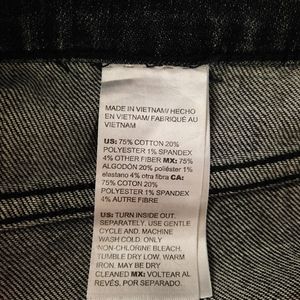 MADE IN VIETNAM/ HECHO
EN VIETNAM/ FABRIQUÉ AU
VIETNAM
US: 75% COTTON 20%
POLYESTER 1% SPANDEX
4% OTHER FIBER MX: 75%
ALGODÓN 20% poliéster 1%
elastano 4% otra fibra CA:
75% COTON 20%
POLYESTER 1% SPANDEX
4% AUTRE FIBRE
US: TURN INSIDE OUT.
SEPARATELY. USE GENTLE
CYCLE AND. MACHINE
WASH COLD. ONLY
NON-CHLORINE BLEACH.
TUMBLE DRY LOW. WARM
IRON. MAY BE DRY
CLEANED MX: VOLTEAR AL
REVÉS, POR SEPARADO.